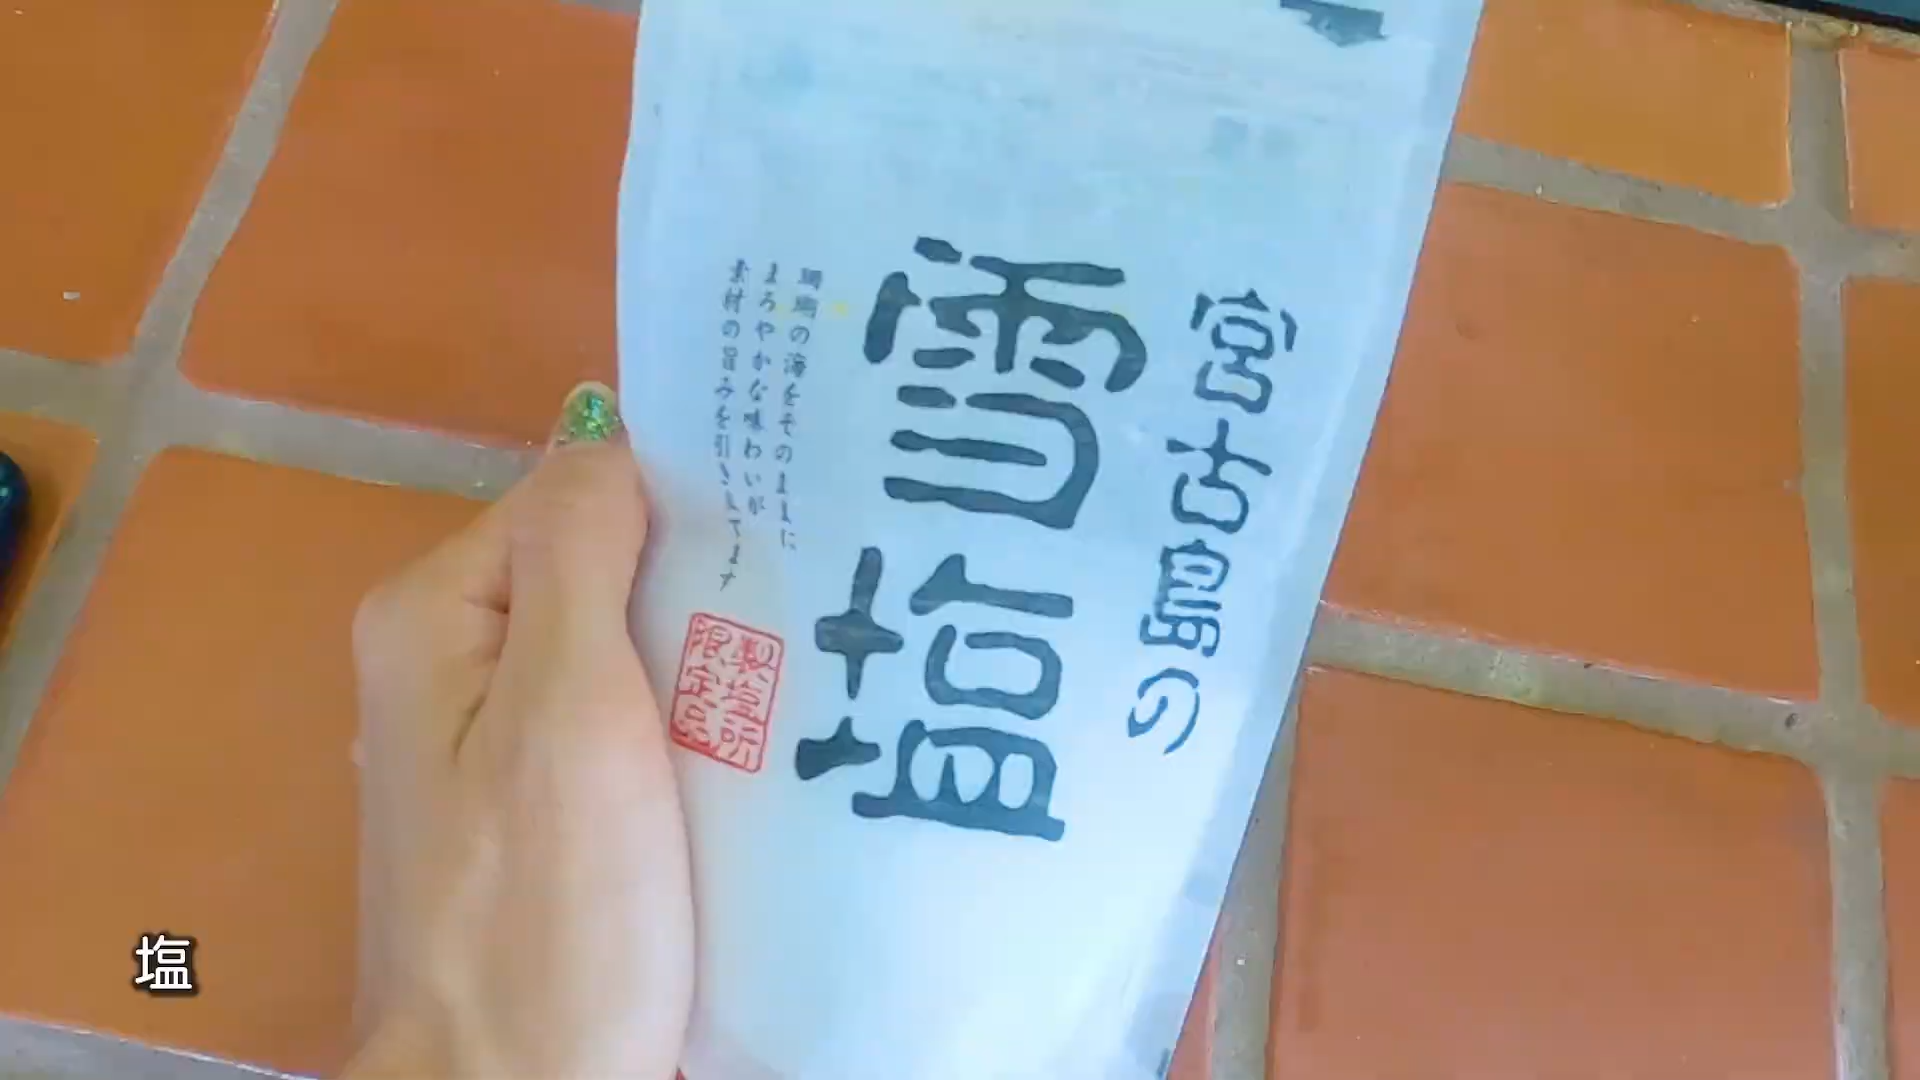 宮古島の
雪塩
珊瑚の海をそのままに
まろやかな味わいが
素材の旨みを引きしてます
製塩所
限定品
塩